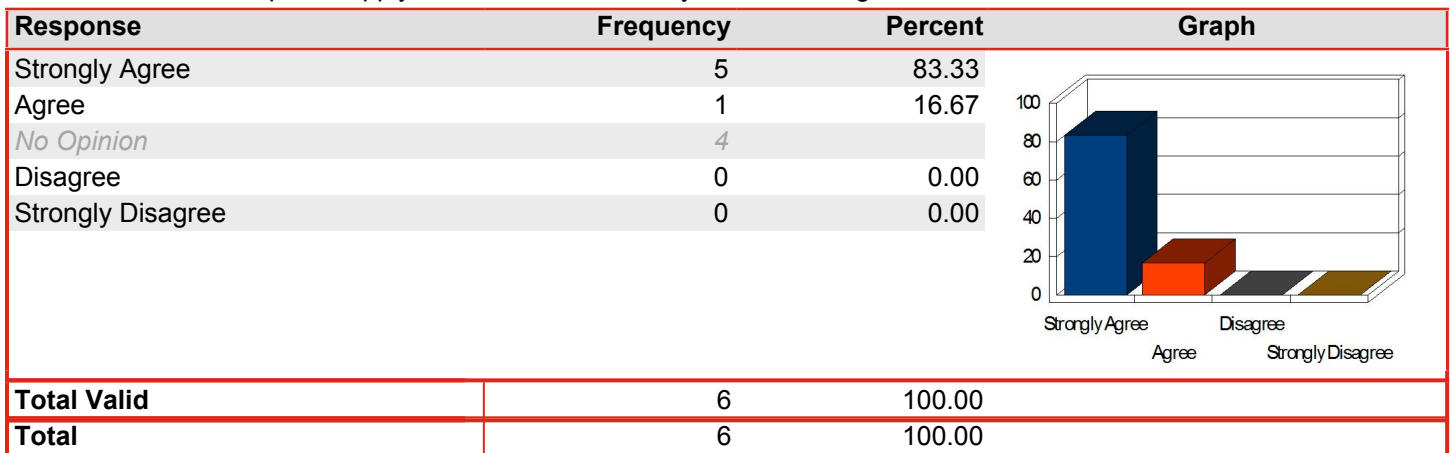 Response Frequency Percent Graph
Strongly Agree 5 83.33
Agree 1 16.67
No Opinion 4
Disagree 0 0.00
Strongly Disagree 0 0.00
100
80
60
40
20
0
Strongly Agree Disagree
Agree Strongly Disagree
Total Valid 6 100.00
Total 6 100.00